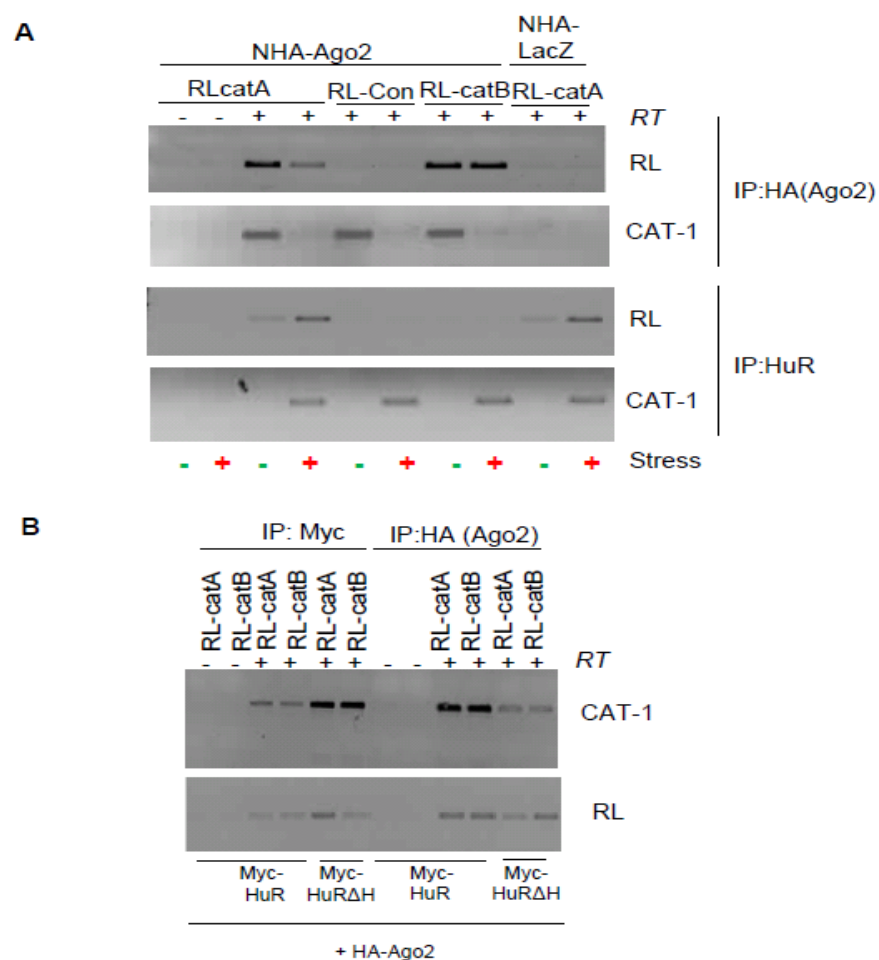 A
NHA-Ago2
NHA-
LacZ
RLcatA RL-Con RL-catB RL-catA
- - + + + + + + + + RT
RL
IP:HA(Ago2)
CAT-1
RL
IP:HuR
CAT-1
- + - + - + - + - + Stress
B
IP: Myc IP:HA (Ago2)
RL-catA RL-catB RL-catA RL-catB RL-catA RL-catB RL-catA RL-catB RL-catA RL-catB
- - + + + + - - + + + + RT
CAT-1
RL
Myc-
HuR
Myc-
HuRΔH
Myc-
HuR
Myc-
HuRΔH
+ HA-Ago2